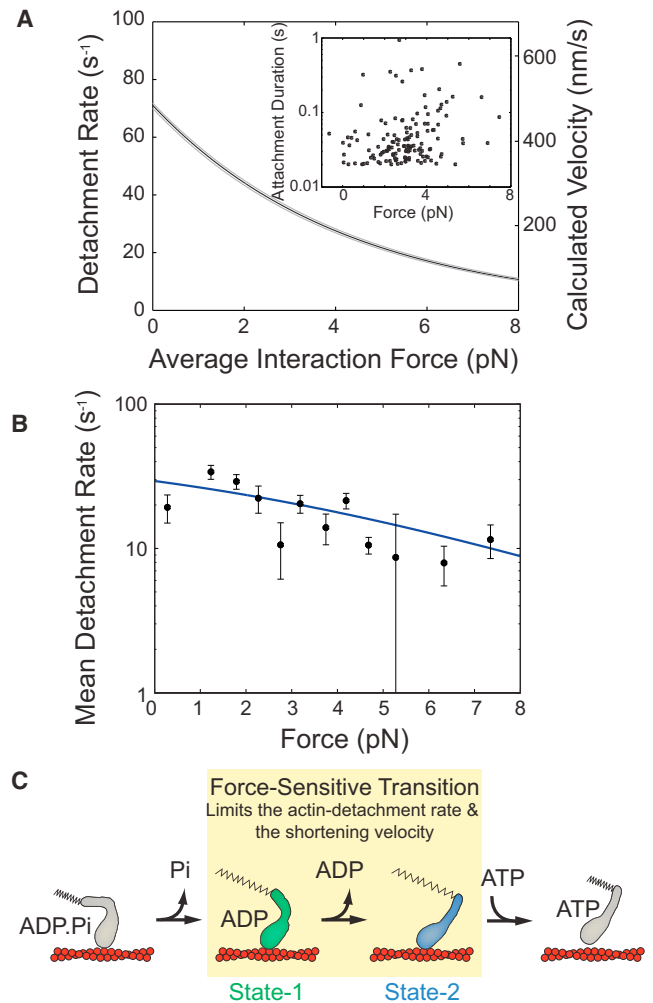 A
Detachment Rate (s-1)
100
80
60
40
20
0
0
2
4
6
8
Average Interaction Force (pN)
Calculated Velocity (nm/s)
600
400
200
Attachment Duration (s)
1
0.1
0.01
0
4
8
Force (pN)
B
Mean Detachment Rate (s-1)
100
10
1
0
1
2
3
4
5
6
7
8
Force (pN)
C
Force-Sensitive Transition
Limits the actin-detachment rate &
the shortening velocity
Pi
ADP
ATP
ADP.Pi
ADP
ATP
State-1
State-2